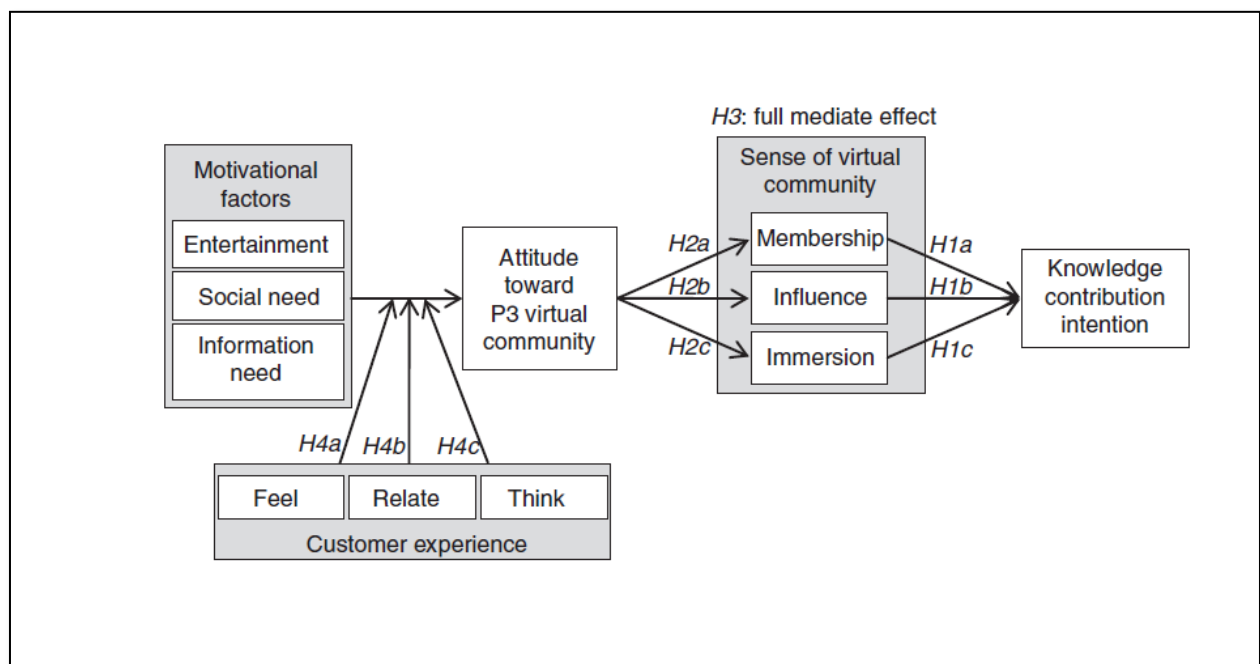 H3: full mediate effect
Motivational
factors
Entertainment
Social need
Information
need
Attitude
toward
P3 virtual
community
H2a
H2b
H2c
Sense of virtual
community
Membership
Influence
Immersion
H1a
H1b
H1c
Knowledge
contribution
intention
H4a
H4b
H4c
Feel
Relate
Think
Customer experience